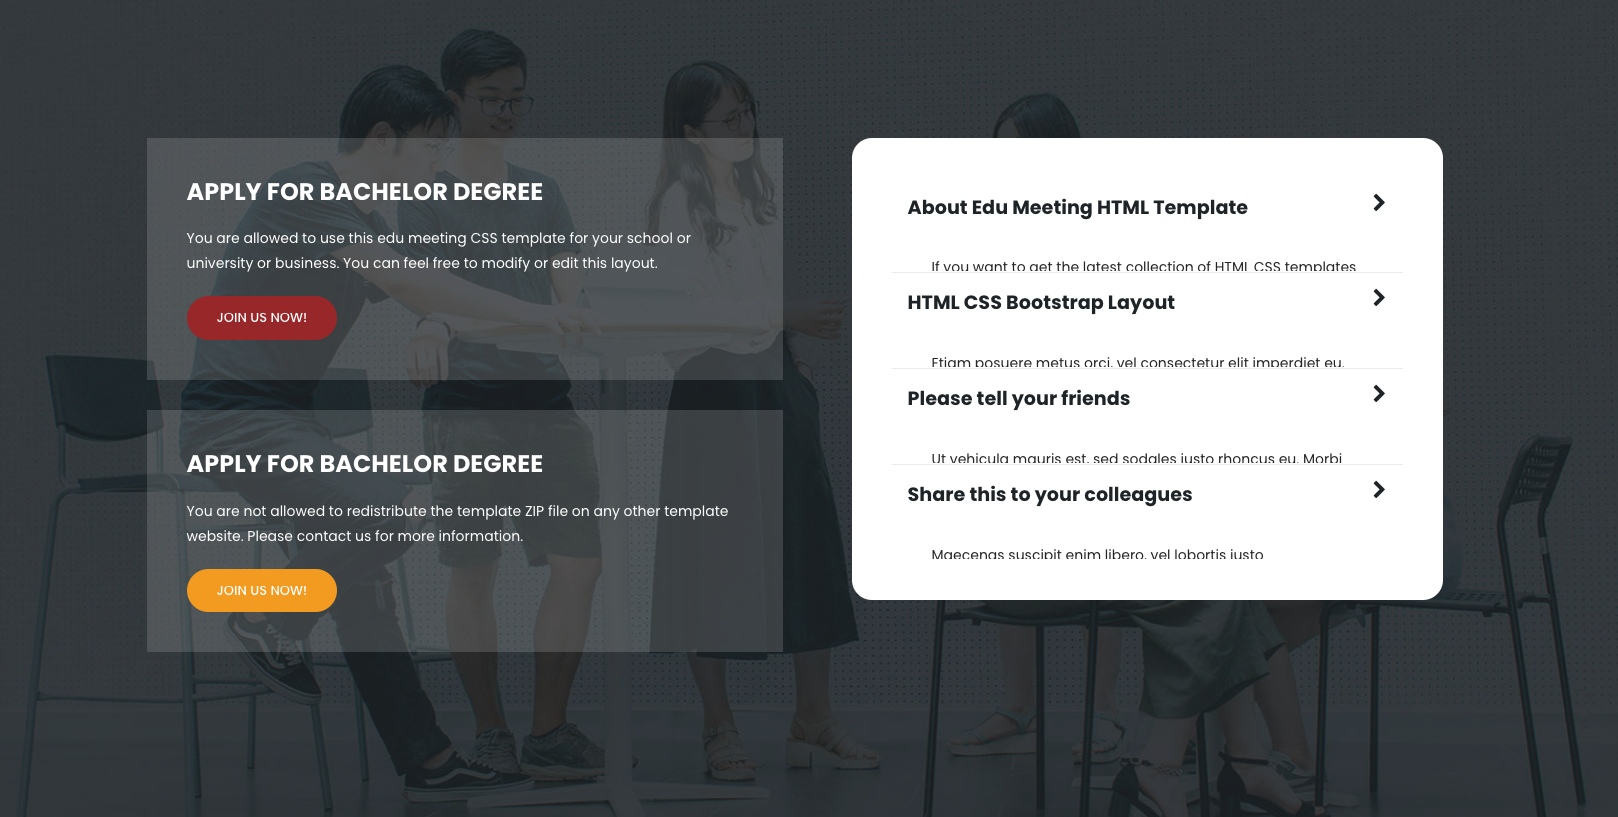 APPLY FOR BACHELOR DEGREE
You are allowed to use this edu meeting CSS template for your school or
university or business. You can feel free to modify or edit this layout.
JOIN US NOW!
APPLY FOR BACHELOR DEGREE
You are not allowed to redistribute the template ZIP file on any other template
website. Please contact us for more information.
JOIN US NOW!
About Edu Meeting HTML Template
If you want to get the latest collection of HTML CSS templates
HTML CSS Bootstrap Layout
Etiam posuere metus orci, vel consectetur elit imperdiet eu.
Please tell your friends
Ut vehicula mauris est, sed sodales justo rhoncus eu. Morbi
Share this to your colleagues
Maecenas suscipit enim libero, vel lobortis justo